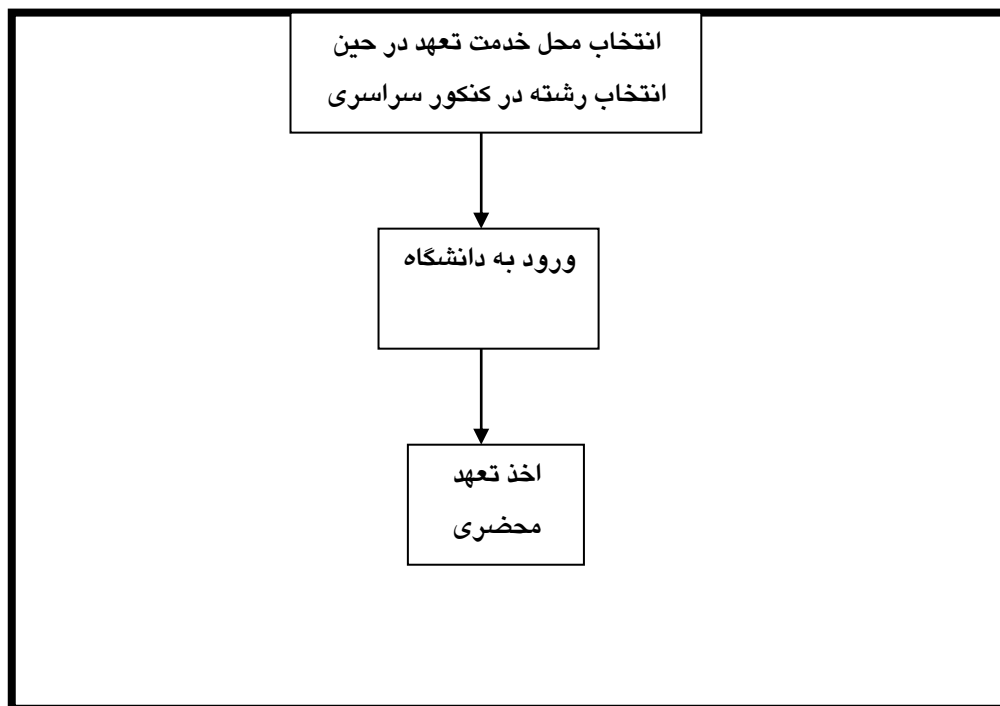 انتخاب محل خدمت تعهد در حین
انتخاب رشته در کنکور سراسری
ورود به دانشگاه
اخذ تعهد
محضری